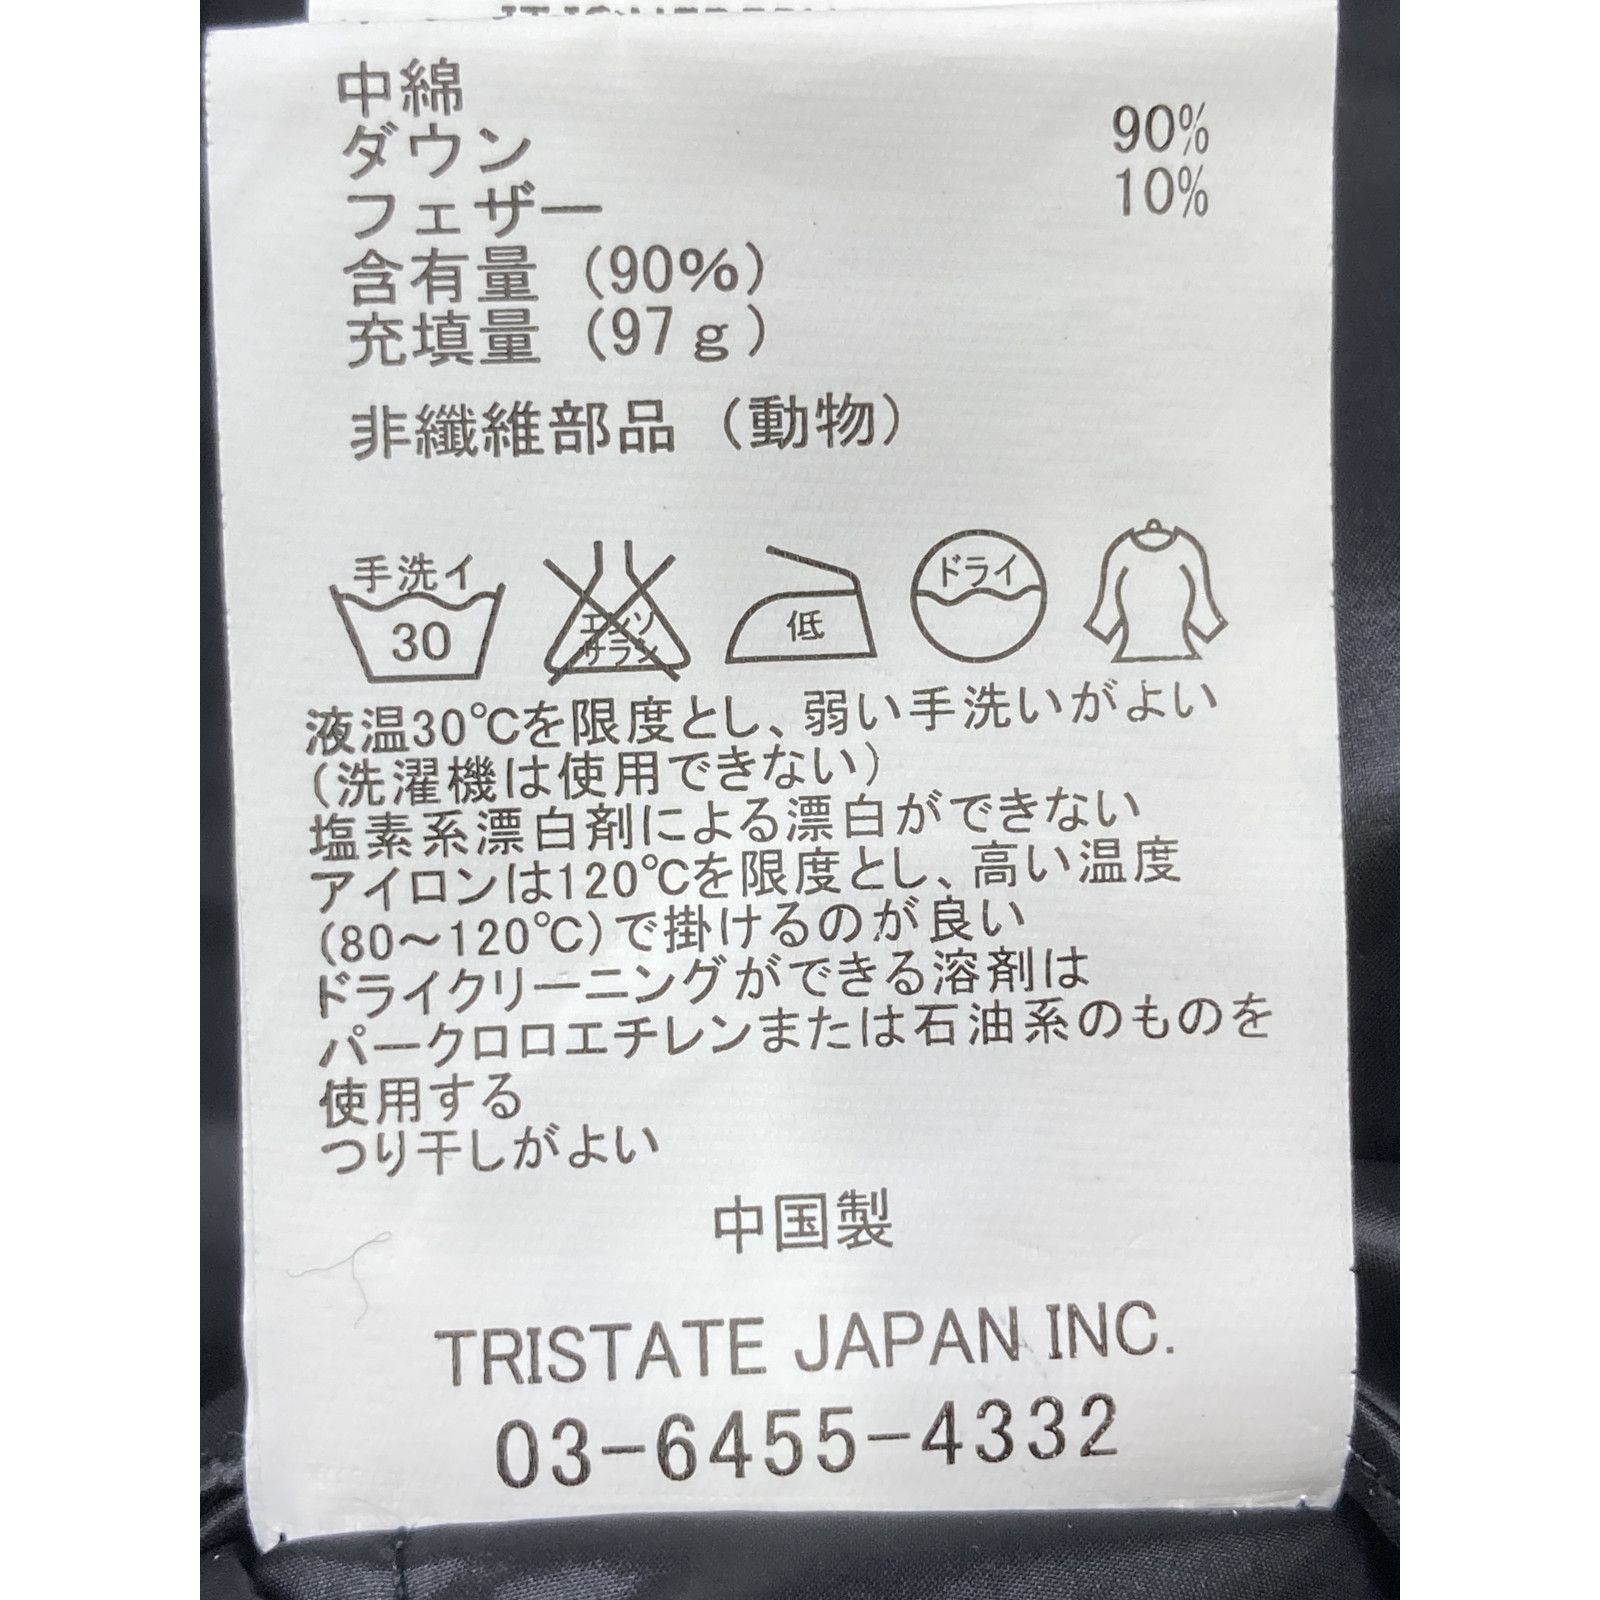 中綿
ダウン 90%
フェザー 10%
含有量 (90%)
充填量 (97g)
非纖維部品 (動物)
手洗イ ドライ
30 エンソ 低
サラシ
液温30℃を限度とし、弱い手洗いがよい
(洗濯機は使用できない)
塩素系漂白剤による漂白ができない
アイロンは120℃を限度とし、高い温度
(80～120℃)で掛けるのが良い
ドライクリーニングができる溶剤は
パークロロエチレンまたは石油系のものを
使用する
つり干しがよい
中国製
TRISTATE JAPAN INC.
03-6455-4332